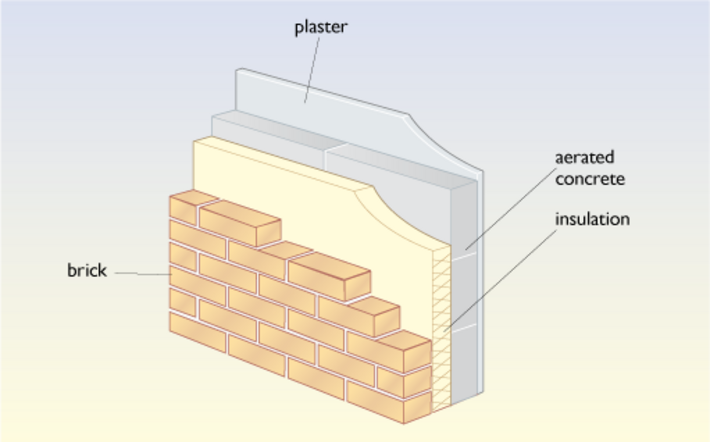 plaster
aerated
concrete
insulation
brick